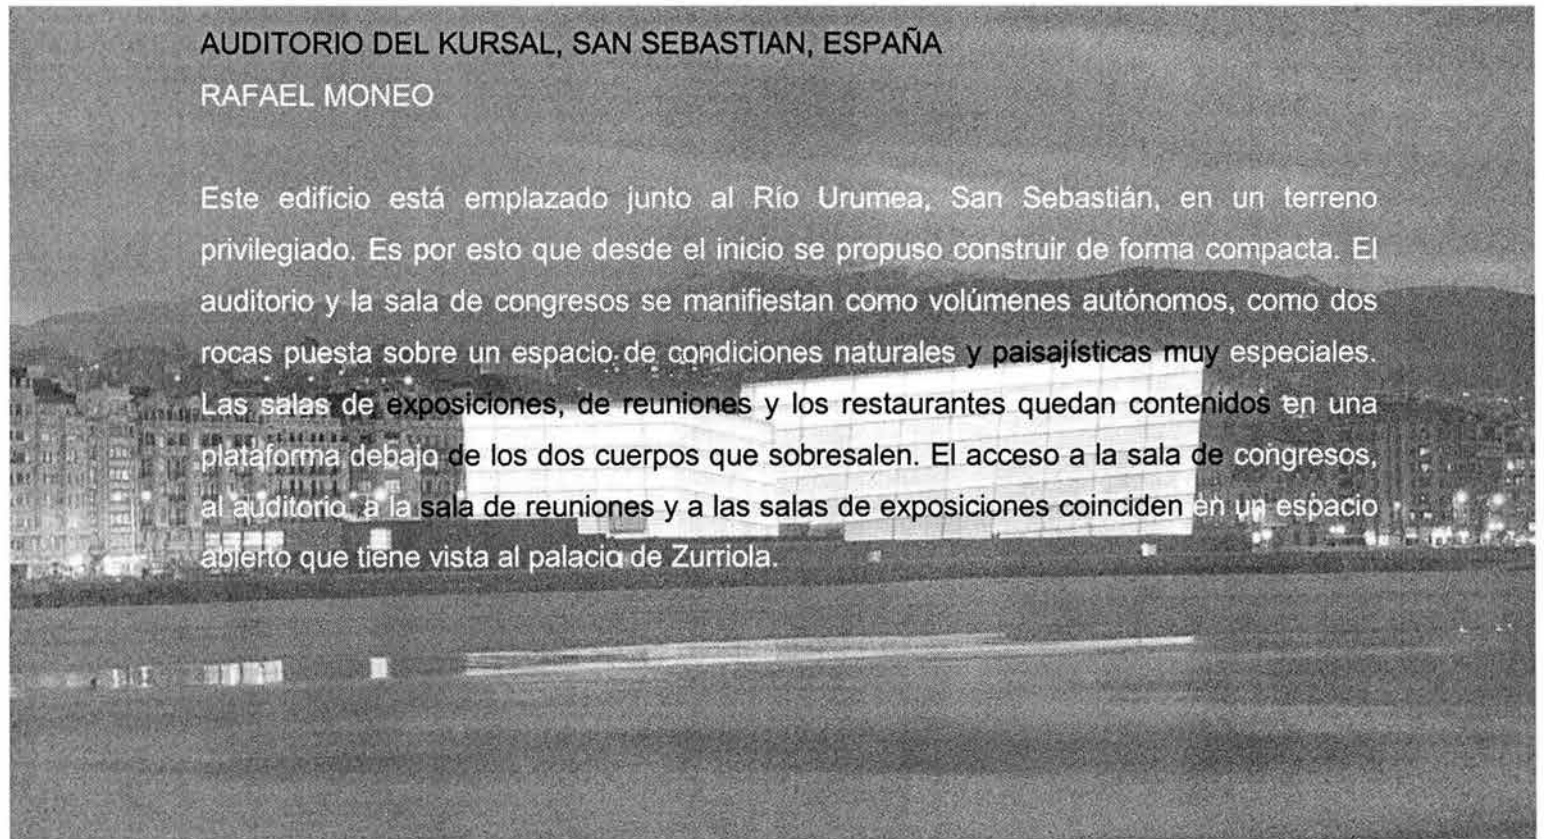 AUDITORIO DEL KURSAL, SAN SEBASTIAN, ESPAÑA
RAFAEL MONEO
Este edificio está emplazado junto al Río Urumea, San Sebastián, en un terreno
privilegiado. Es por esto que desde el inicio se propuso construir de forma compacta. El
auditorio y la sala de congresos se manifiestan como volúmenes autónomos, como dos
rocas puesta sobre un espacio de condiciones naturales y paisajísticas muy especiales.
Las salas de exposiciones, de reuniones y los restaurantes quedan contenidos en una
plataforma debajo de los dos cuerpos que sobresalen. El acceso a la sala de congresos,
al auditorio, a la sala de reuniones y a las salas de exposiciones coinciden en un espacio
abierto que tiene vista al palacio de Zurriola.